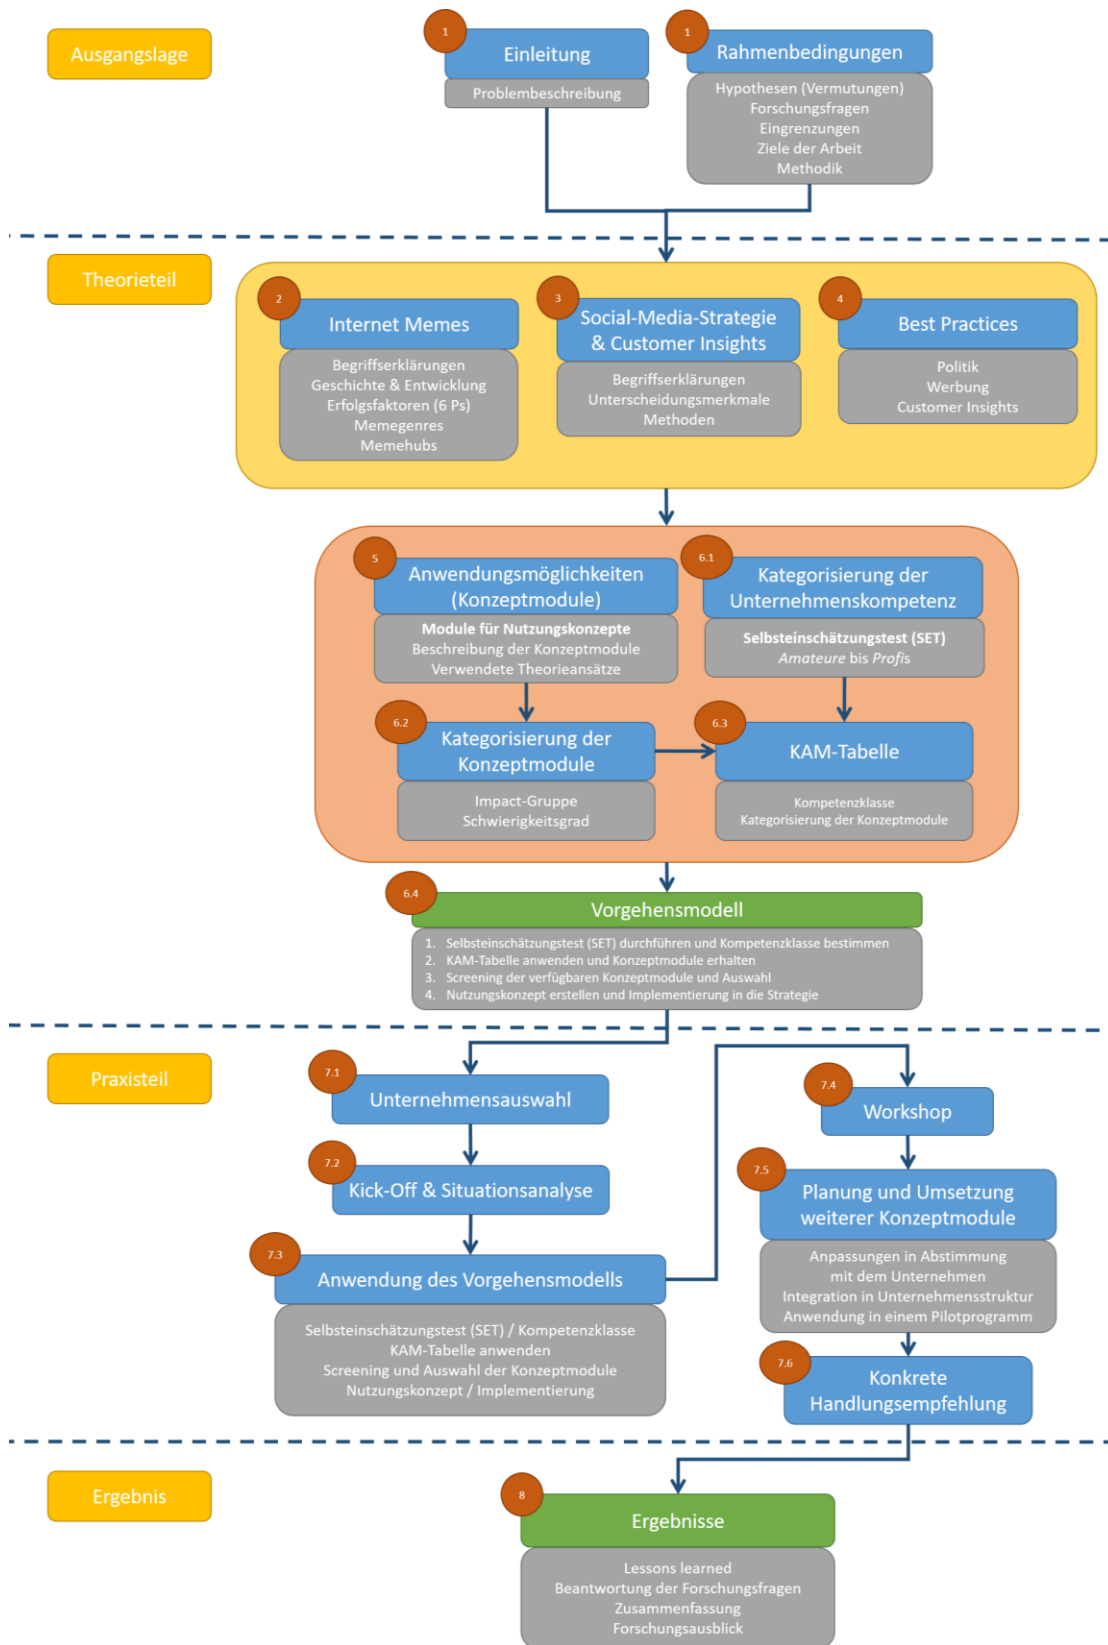 Ausgangslage
1
Einleitung
Problembeschreibung
1
Rahmenbedingungen
Hypothesen (Vermutungen)
Forschungsfragen
Eingrenzungen
Ziele der Arbeit
Methodik
Theorieteil
2
Internet Memes
Begriffserklärungen
Geschichte & Entwicklung
Erfolgsfaktoren (6 Ps)
Memegenres
Memehubs
3
Social-Media-Strategie
& Customer Insights
Begriffserklärungen
Unterscheidungsmerkmale
Methoden
4
Best Practices
Politik
Werbung
Customer Insights
5
Anwendungsmöglichkeiten
(Konzeptmodule)
Module für Nutzungskonzepte
Beschreibung der Konzeptmodule
Verwendete Theorieansätze
6.1
Kategorisierung der
Unternehmenskompetenz
Selbsteinschätzungstest (SET)
Amateure bis Profis
6.2
Kategorisierung der
Konzeptmodule
Impact-Gruppe
Schwierigkeitsgrad
6.3
KAM-Tabelle
Kompetenzklasse
Kategorisierung der Konzeptmodule
6.4
Vorgehensmodell
1. Selbsteinschätzungstest (SET) durchführen und Kompetenzklasse bestimmen
2. KAM-Tabelle anwenden und Konzeptmodule erhalten
3. Screening der verfügbaren Konzeptmodule und Auswahl
4. Nutzungskonzept erstellen und Implementierung in die Strategie
Praxisteil
7.1
Unternehmensauswahl
7.2
Kick-Off & Situationsanalyse
7.3
Anwendung des Vorgehensmodells
Selbsteinschätzungstest (SET) / Kompetenzklasse
KAM-Tabelle anwenden
Screening und Auswahl der Konzeptmodule
Nutzungskonzept / Implementierung
7.4
Workshop
7.5
Planung und Umsetzung
weiterer Konzeptmodule
Anpassungen in Abstimmung
mit dem Unternehmen
Integration in Unternehmensstruktur
Anwendung in einem Pilotprogramm
7.6
Konkrete
Handlungsempfehlung
Ergebnis
8
Ergebnisse
Lessons learned
Beantwortung der Forschungsfragen
Zusammenfassung
Forschungsausblick